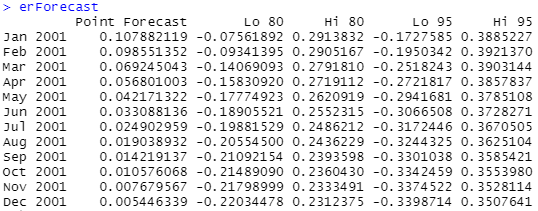 > erForecast
Point Forecast Lo 80 Hi 80 Lo 95 Hi 95
Jan 2001 0.107882119 -0.07561892 0.2913832 -0.1727585 0.3885227
Feb 2001 0.098551352 -0.09341395 0.2905167 -0.1950342 0.3921370
Mar 2001 0.069245043 -0.14069093 0.2791810 -0.2518243 0.3903144
Apr 2001 0.056801003 -0.15830920 0.2719112 -0.2721817 0.3857837
May 2001 0.042171322 -0.17774923 0.2620919 -0.2941681 0.3785108
Jun 2001 0.033088136 -0.18905521 0.2552315 -0.3066508 0.3728271
Jul 2001 0.024902959 -0.19881529 0.2486212 -0.3172446 0.3670505
Aug 2001 0.019038932 -0.20554500 0.2436229 -0.3244325 0.3625104
Sep 2001 0.014219137 -0.21092154 0.2393598 -0.3301038 0.3585421
Oct 2001 0.010576068 -0.21489090 0.2360430 -0.3342459 0.3553980
Nov 2001 0.007679567 -0.21798999 0.2333491 -0.3374522 0.3528114
Dec 2001 0.005446339 -0.22034478 0.2312375 -0.3398714 0.3507641